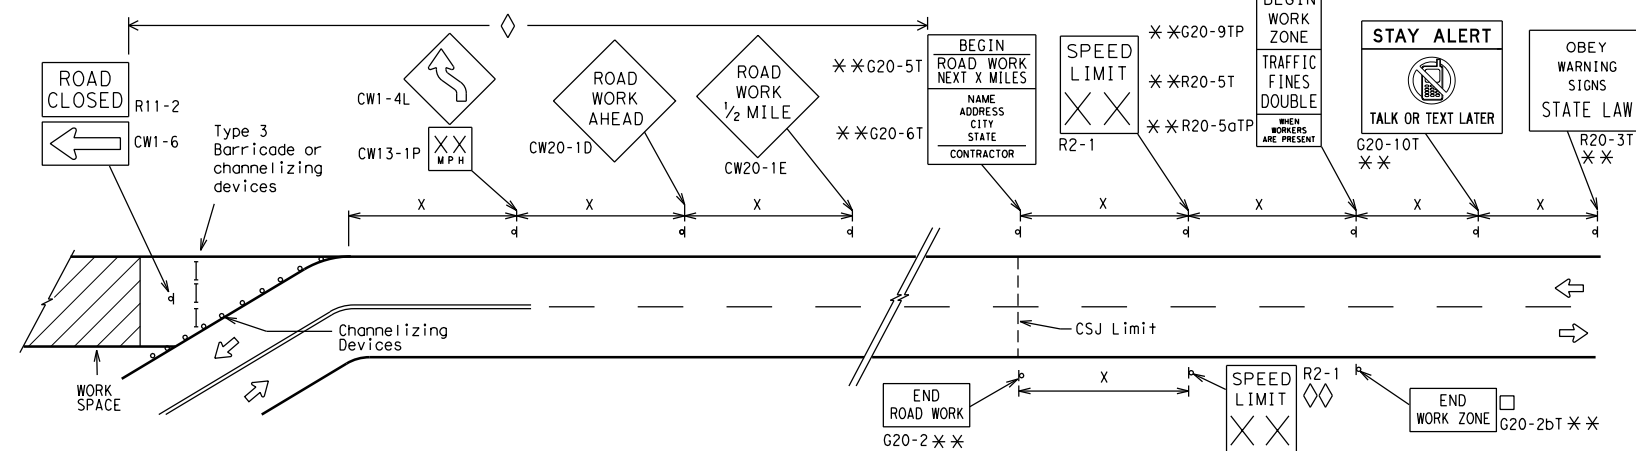 ROAD
CLOSED
R11-2
CW1-6
Type 3
Barricade or
channelizing
devices
CW1-4L
CW13-1P
XX
MPH
ROAD
WORK
AHEAD
CW20-1D
ROAD
WORK
1/2 MILE
CW20-1E
**G20-5T
**G20-6T
BEGIN
ROAD WORK
NEXT X MILES
NAME
ADDRESS
CITY
STATE
CONTRACTOR
SPEED
LIMIT
XX
R2-1
**G20-9TP
**R20-5T
**R20-5aTP
BEGIN
WORK
ZONE
TRAFFIC
FINES
DOUBLE
WHEN
WORKERS
ARE PRESENT
STAY ALERT
TALK OR TEXT LATER
G20-10T
**
OBEY
WARNING
SIGNS
STATE LAW
R20-3T
**
X
X
X
X
X
X
X
Channelizing
Devices
WORK
SPACE
CSJ Limit
END
ROAD WORK
G20-2 **
X
SPEED
LIMIT
XX
R2-1
END
WORK ZONE
G20-2bT **